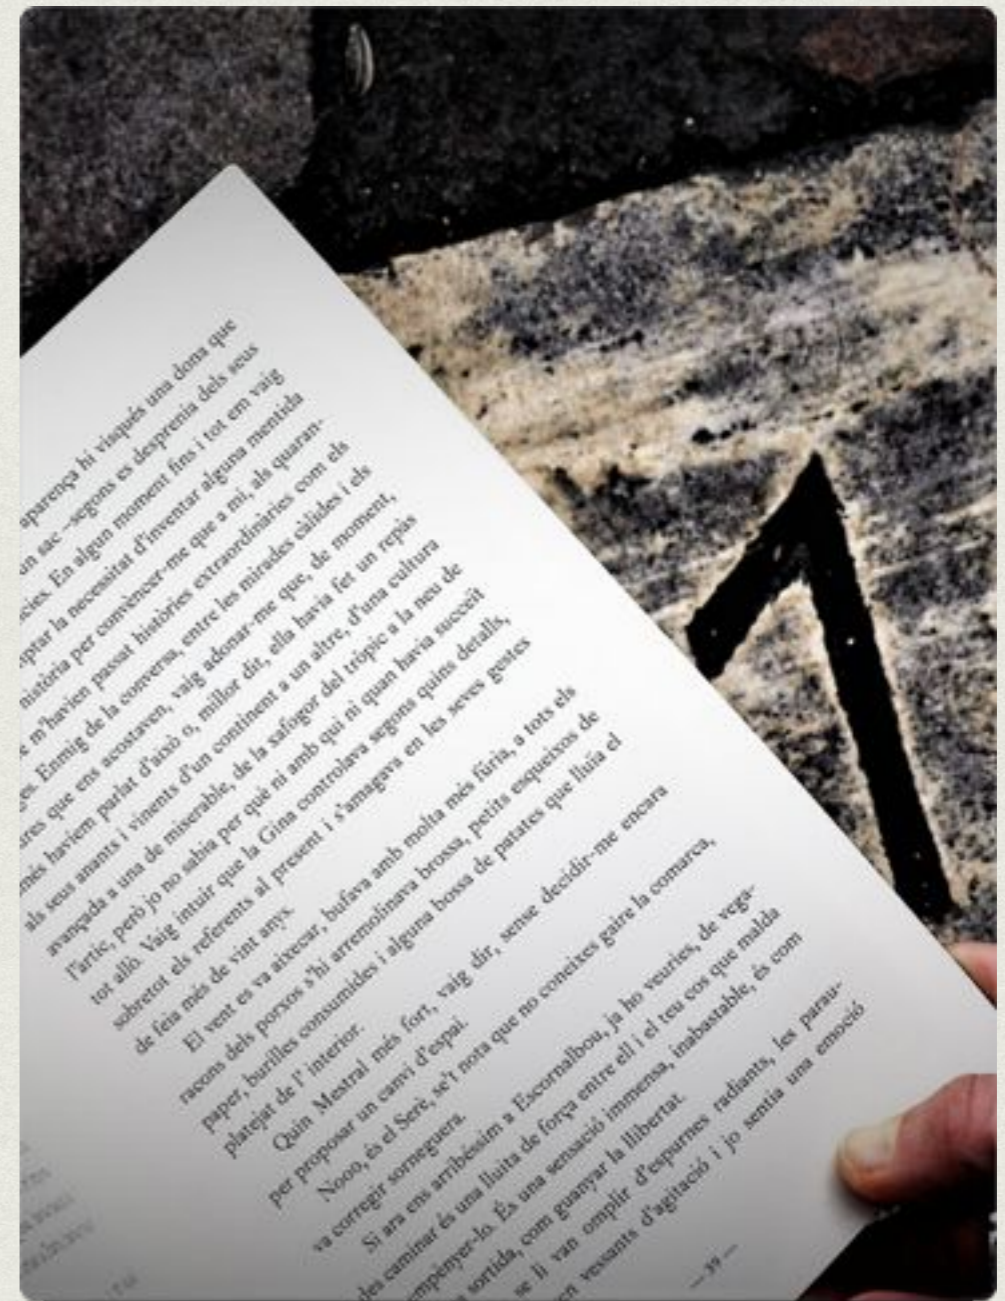 aparença hi visqués una dona que
un sac –segons es desprenia dels seus
En algun moment fins i tot em vaig
la necessitat d'inventar alguna mentida
història per convèncer-me que a mi, als quaran-
m'havien passat històries extraordinàries com els
Enmig de la conversa, entre les mirades càlides i els
que ens acostaven, vaig adonar-me que, de moment,
més havíem parlat d'això o, millor dit, ella havia fet un repàs
als seus anants i vinents d'un continent a un altre, d'una cultura
avançada a una de miserable, de la safogor del tròpic a la neu de
l'àrtic, però jo no sabia per què ni amb qui ni quan havia succeït
tot allò. Vaig intuir que la Gina controlava segons quins detalls,
sobretot els referents al present i s'amagava en les seves gestes
de feia més de vint anys.
El vent es va aixecar, bufava amb molta més fúria, a tots els
racons dels porxos s'hi arremolinava brossa, petits esqueixos de
paper, burilles consumides i alguna bossa de patates que lluïa el
platejat de l' interior.
Quin Mestral més fort, vaig dir, sense decidir-me encara
per proposar un canvi d'espai.
Nooo, és el Serè, se't nota que no coneixes gaire la comarca,
va corregir sorneguera.
Si ara ens arribéssim a Escornalbou, ja ho veuries, de vega-
des caminar és una lluita de força entre ell i el teu cos que malda
empènyer-lo. És una sensació immensa, inabastable, és com
sortida, com guanyar la llibertat.
se li van omplir d'espurnes radiants, les parau-
en vessants d'agitació i jo sentia una emoció
— 39 —